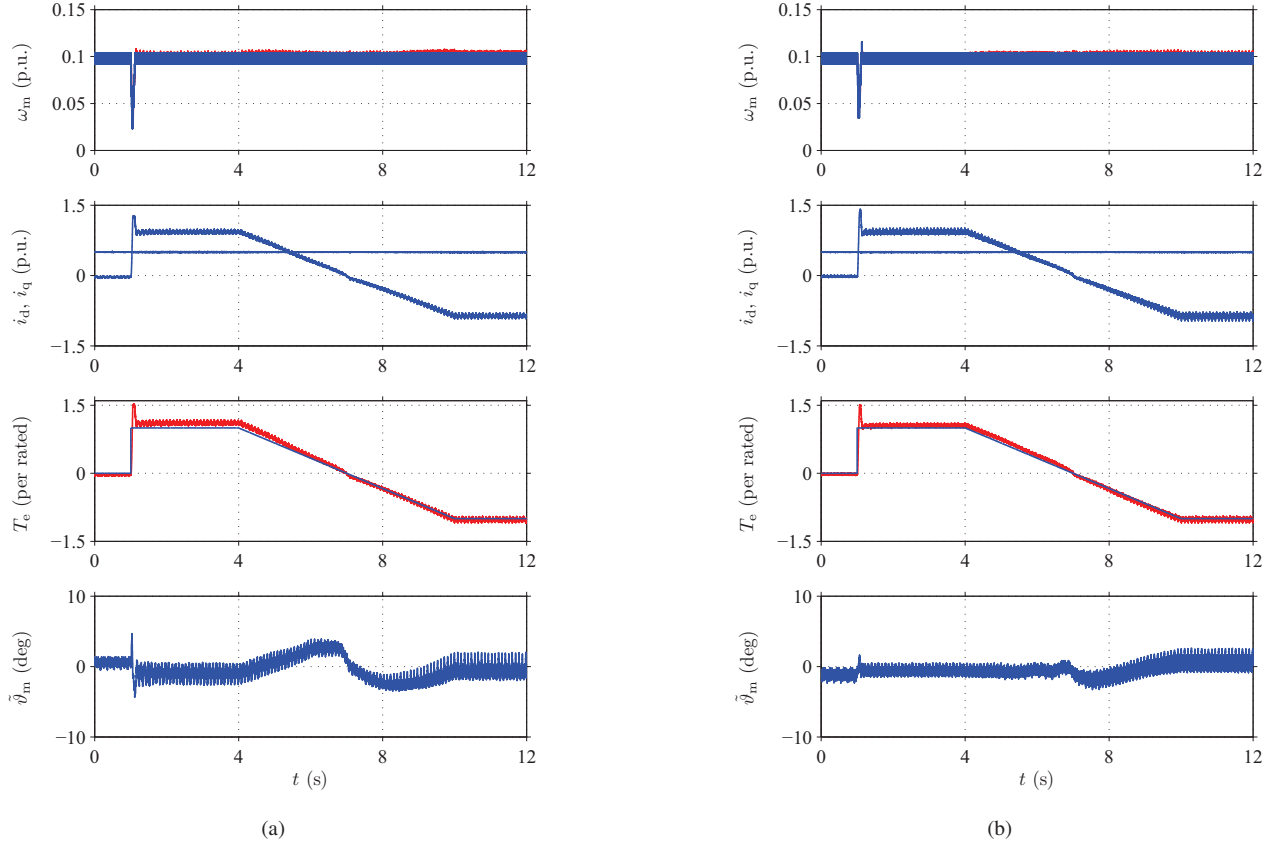 0.15
0.1
0.05
0
ωm (p.u.)
0 4 8 12
1.5
0
−1.5
id, iq (p.u.)
0 4 8 12
1.5
0
−1.5
Te (per rated)
0 4 8 12
10
0
−10
ϑ̃m (deg)
0 4 8 12
t (s)
(a)
0.15
0.1
0.05
0
ωm (p.u.)
0 4 8 12
1.5
0
−1.5
id, iq (p.u.)
0 4 8 12
1.5
0
−1.5
Te (per rated)
0 4 8 12
10
0
−10
ϑ̃m (deg)
0 4 8 12
t (s)
(b)